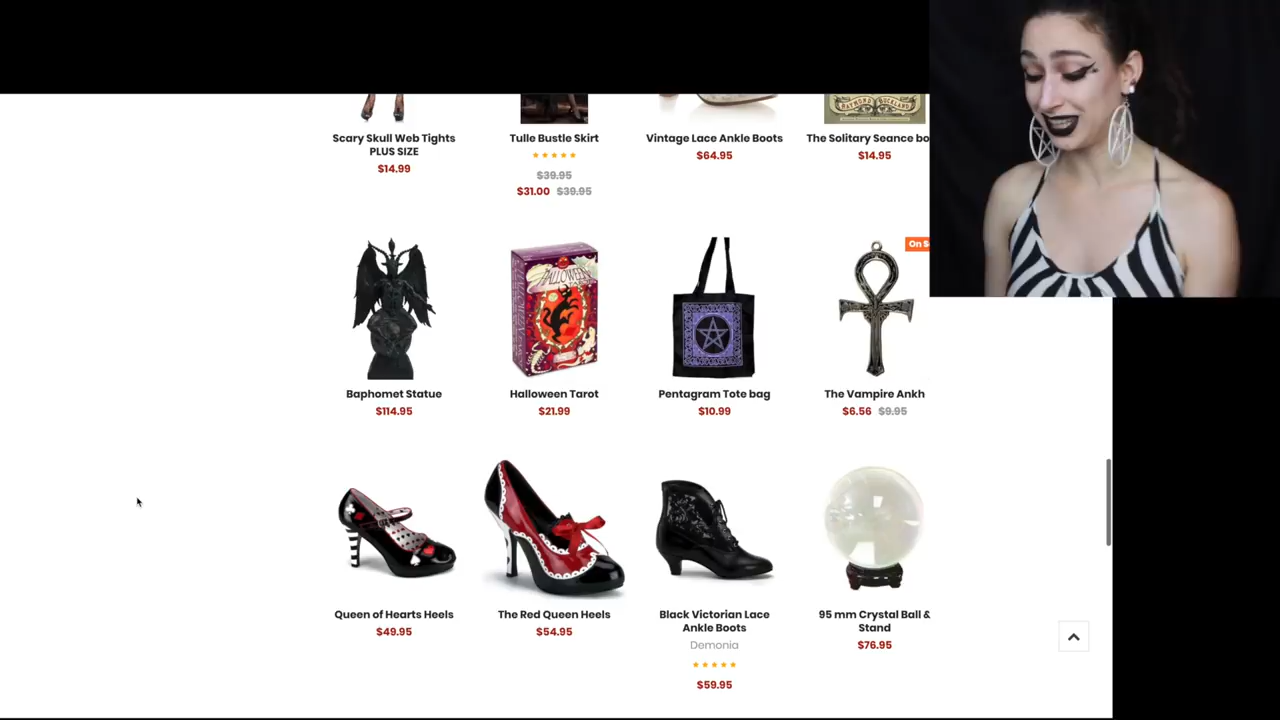 Scary Skull Web Tights
PLUS SIZE
$14.99
Tulle Bustle Skirt
$39.95
$31.00 $39.95
Vintage Lace Ankle Boots
$64.95
RAYMOND BUCKLAND
The Solitary Seance bo
$14.95
Baphomet Statue
$114.95
HALLOWEEN
Halloween Tarot
$21.99
Pentagram Tote bag
$10.99
On S
The Vampire Ankh
$6.56 $9.95
Queen of Hearts Heels
$49.95
The Red Queen Heels
$54.95
Black Victorian Lace
Ankle Boots
Demonia
$59.95
95 mm Crystal Ball &
Stand
$76.95